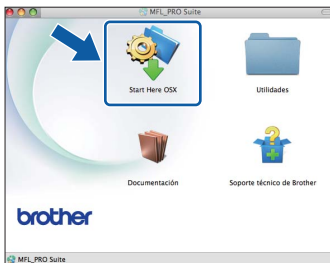 MFL_PRO Suite
Start Here OSX
Utilidades
Documentación
Soporte técnico de Brother
brother
MFL_PRO Suite